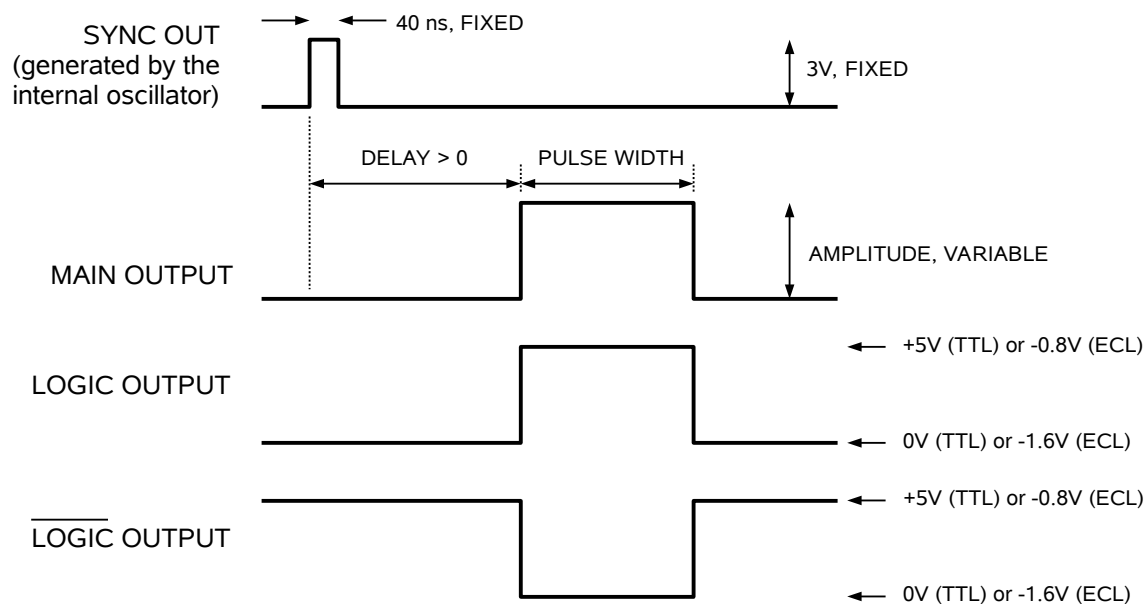 40 ns, FIXED
SYNC OUT
(generated by the
internal oscillator)
3V, FIXED
DELAY > 0
PULSE WIDTH
MAIN OUTPUT
AMPLITUDE, VARIABLE
+5V (TTL) or -0.8V (ECL)
LOGIC OUTPUT
0V (TTL) or -1.6V (ECL)
+5V (TTL) or -0.8V (ECL)
LOGIC OUTPUT
0V (TTL) or -1.6V (ECL)